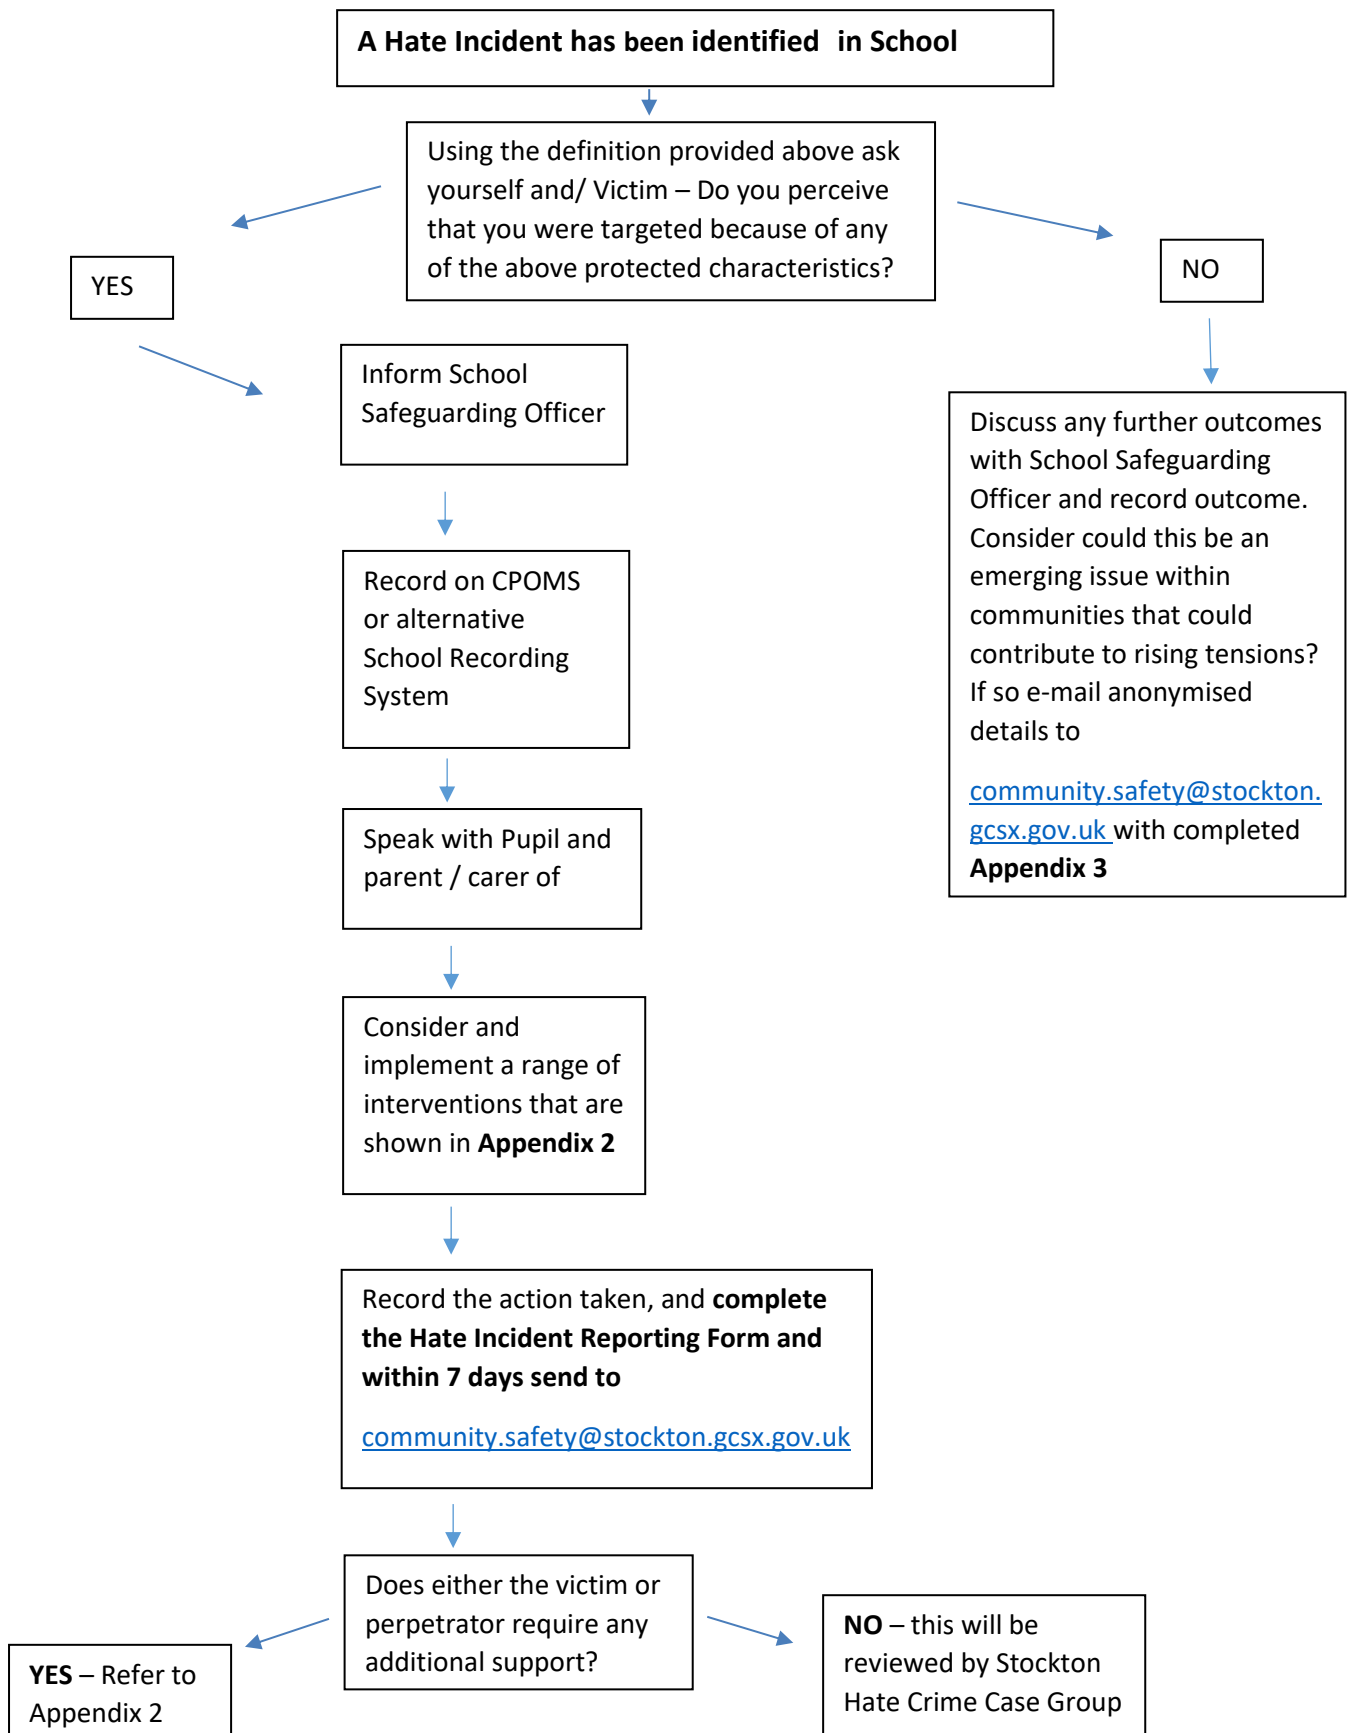 A Hate Incident has been identified in School
Using the definition provided above ask
yourself and/ Victim – Do you perceive
that you were targeted because of any
of the above protected characteristics?
YES
NO
Inform School
Safeguarding Officer
Discuss any further outcomes
with School Safeguarding
Officer and record outcome.
Consider could this be an
emerging issue within
communities that could
contribute to rising tensions?
If so e-mail anonymised
details to
community.safety@stockton.
gcsx.gov.uk with completed
Appendix 3
Record on CPOMS
or alternative
School Recording
System
Speak with Pupil and
parent / carer of
Consider and
implement a range of
interventions that are
shown in Appendix 2
Record the action taken, and complete
the Hate Incident Reporting Form and
within 7 days send to
community.safety@stockton.gcsx.gov.uk
Does either the victim or
perpetrator require any
additional support?
YES – Refer to
Appendix 2
NO – this will be
reviewed by Stockton
Hate Crime Case Group